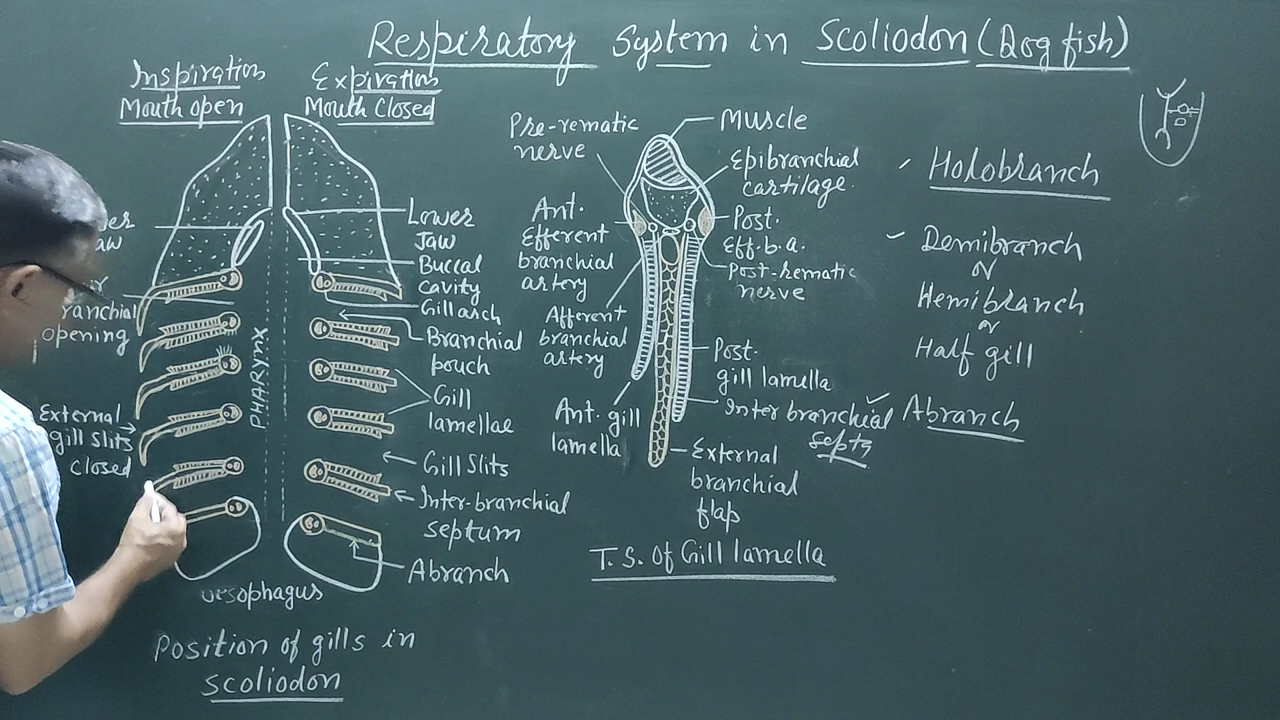 Respiratory System in Scoliodon (Dog fish)
Inspiration
Mouth open
Expiration
Mouth Closed
opening
External
gill slits
closed
PHARYNX
Lower
Jaw
Buccal
cavity
Gill arch
Branchial
pouch
Gill
lamellae
Gill Slits
Inter-branchial
septum
Abranch
oesophagus
Position of gills in
scoliodon
Pre-rematic
nerve
Ant.
Efferent
branchial
artery
Afferent
branchial
artery
Ant. gill
lamella
Muscle
Epibranchial
cartilage.
Post.
Eff.b.a.
Post-rematic
nerve
Post.
gill lamella
Inter branchial
septa
External
branchial
flap
T.S. Of Gill lamella
Holobranch
Demibranch
or
Hemibranch
or
Half gill
Abranch